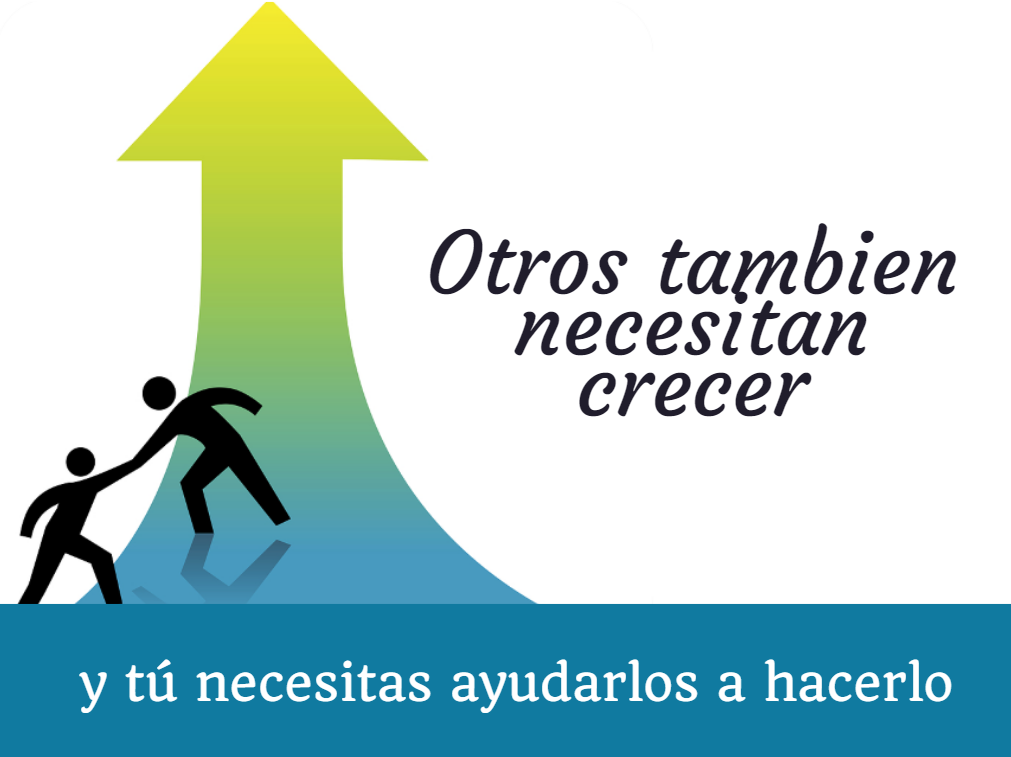 Otros tambien
necesitan
crecer
y tú necesitas ayudarlos a hacerlo